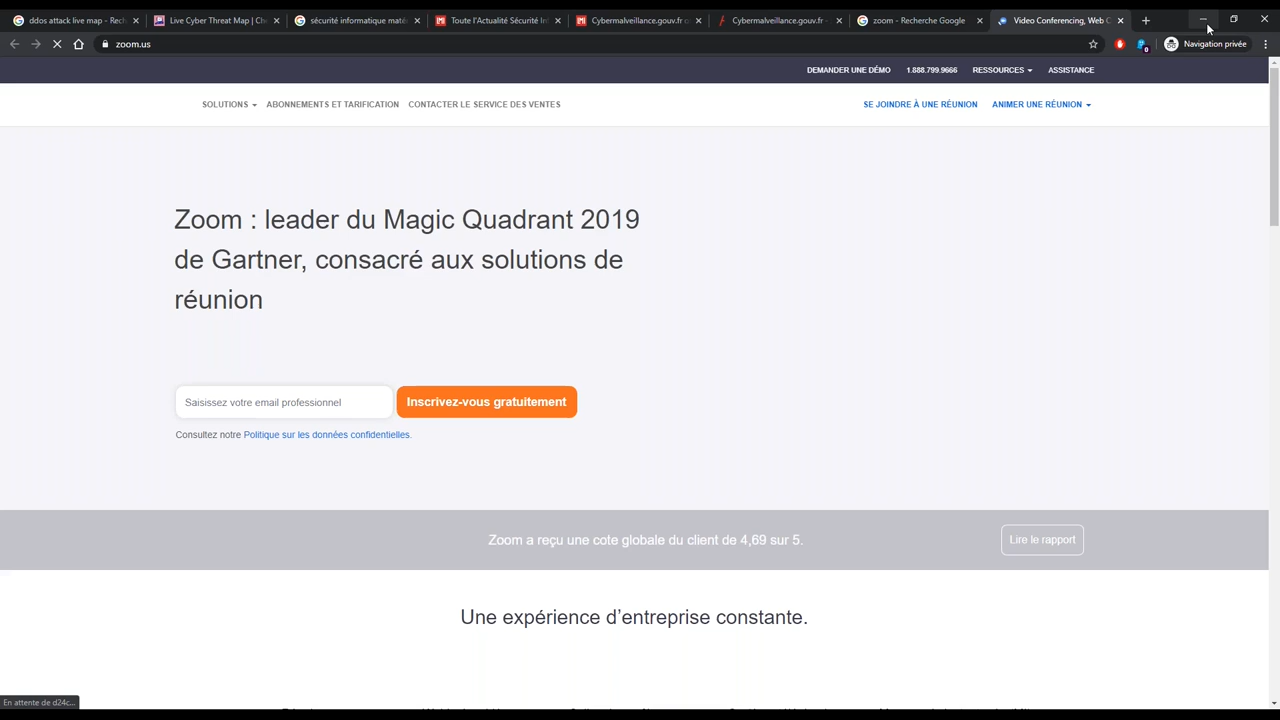 ddos attack live map - Rech
Live Cyber Threat Map | Che
sécurité informatique maté
Toute l'Actualité Sécurité In
Cybermalveillance.gouv.fr o
Cybermalveillance.gouv.fr -
zoom - Recherche Google
Video Conferencing, Web C
zoom.us
0
Navigation privée
DEMANDER UNE DÉMO 1.888.799.9666 RESSOURCES ASSISTANCE
SOLUTIONS ABONNEMENTS ET TARIFICATION CONTACTER LE SERVICE DES VENTES SE JOINDRE À UNE RÉUNION ANIMER UNE RÉUNION
Zoom : leader du Magic Quadrant 2019
de Gartner, consacré aux solutions de
réunion
Saisissez votre email professionnel
Inscrivez-vous gratuitement
Consultez notre Politique sur les données confidentielles.
Zoom a reçu une cote globale du client de 4,69 sur 5.
Lire le rapport
Une expérience d'entreprise constante.
En attente de d24c...